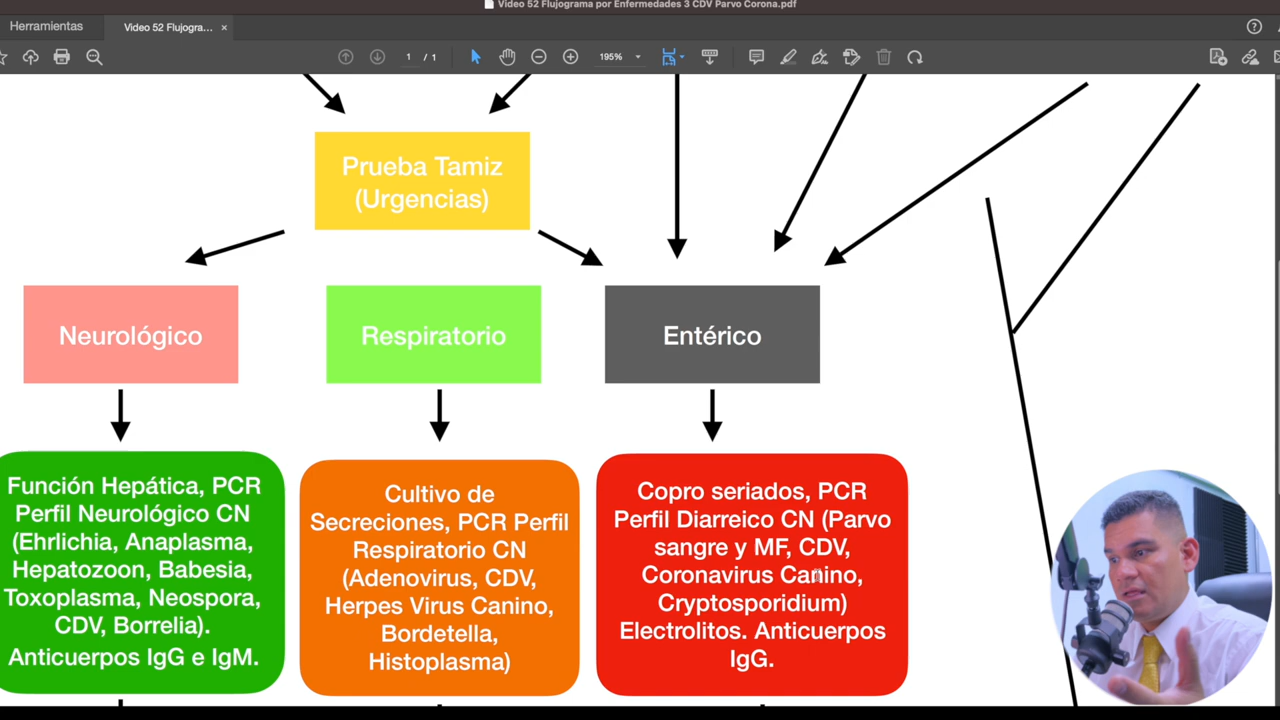 Video 52 Flujograma por Enfermedades 3 CDV Parvo Corona.pdf
Herramientas
Video 52 Flujogra...
1 / 1
195%
Prueba Tamiz
(Urgencias)
Neurológico
Respiratorio
Entérico
Función Hepática, PCR
Perfil Neurológico CN
(Ehrlichia, Anaplasma,
Hepatozoon, Babesia,
Toxoplasma, Neospora,
CDV, Borrelia).
Anticuerpos IgG e IgM.
Cultivo de
Secreciones, PCR Perfil
Respiratorio CN
(Adenovirus, CDV,
Herpes Virus Canino,
Bordetella,
Histoplasma)
Copro seriados, PCR
Perfil Diarreico CN (Parvo
sangre y MF, CDV,
Coronavirus Canino,
Cryptosporidium)
Electrolitos. Anticuerpos
IgG.